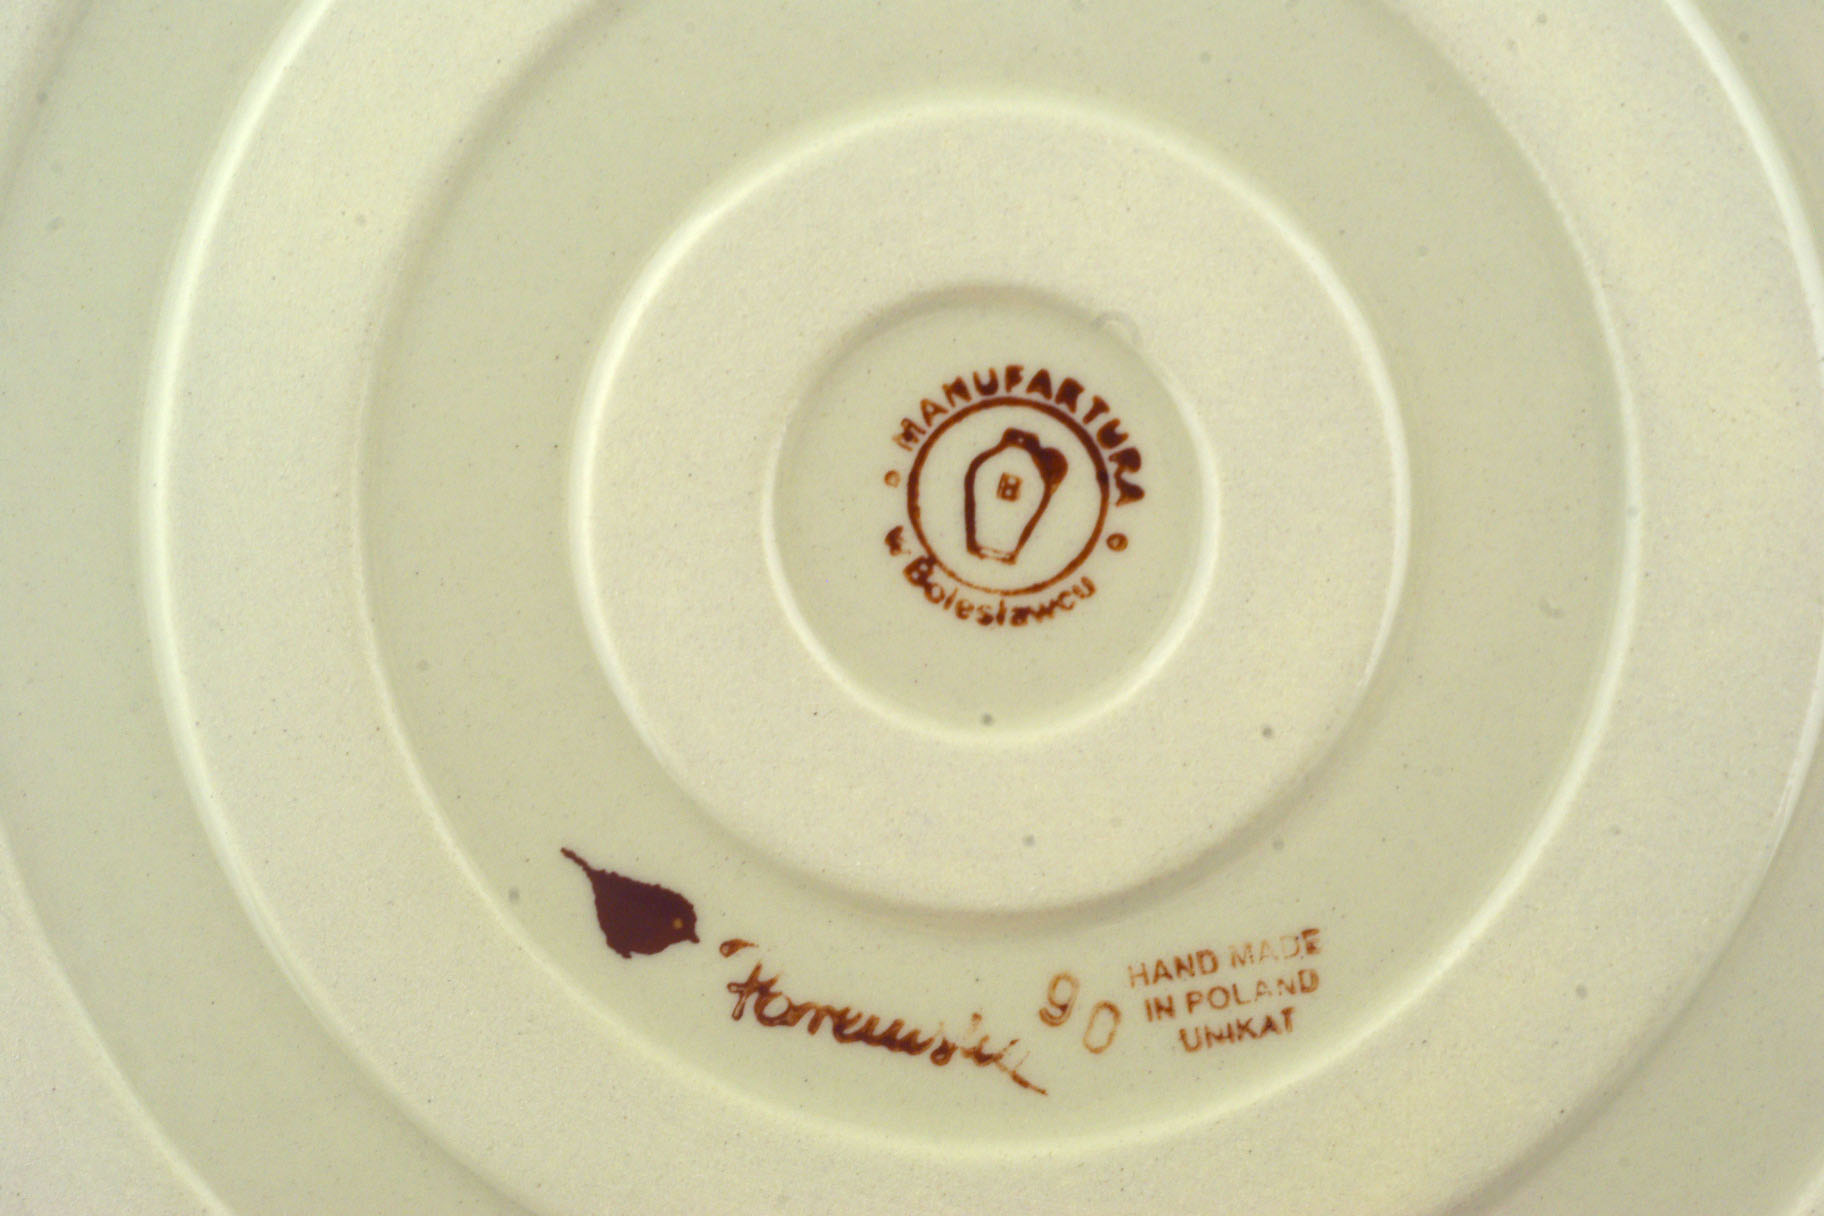 MANUFAKTURA
B
w Bolesławcu
90
HAND MADE
IN POLAND
UNIKAT